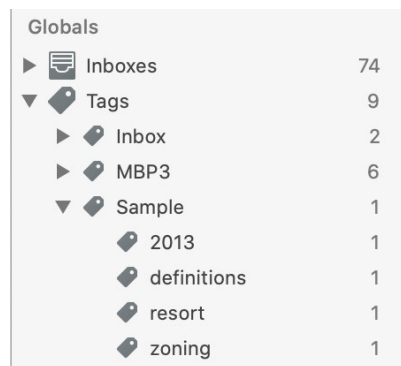 Globals
Inboxes 74
Tags 9
Inbox 2
MBP3 6
Sample 1
2013 1
definitions 1
resort 1
zoning 1